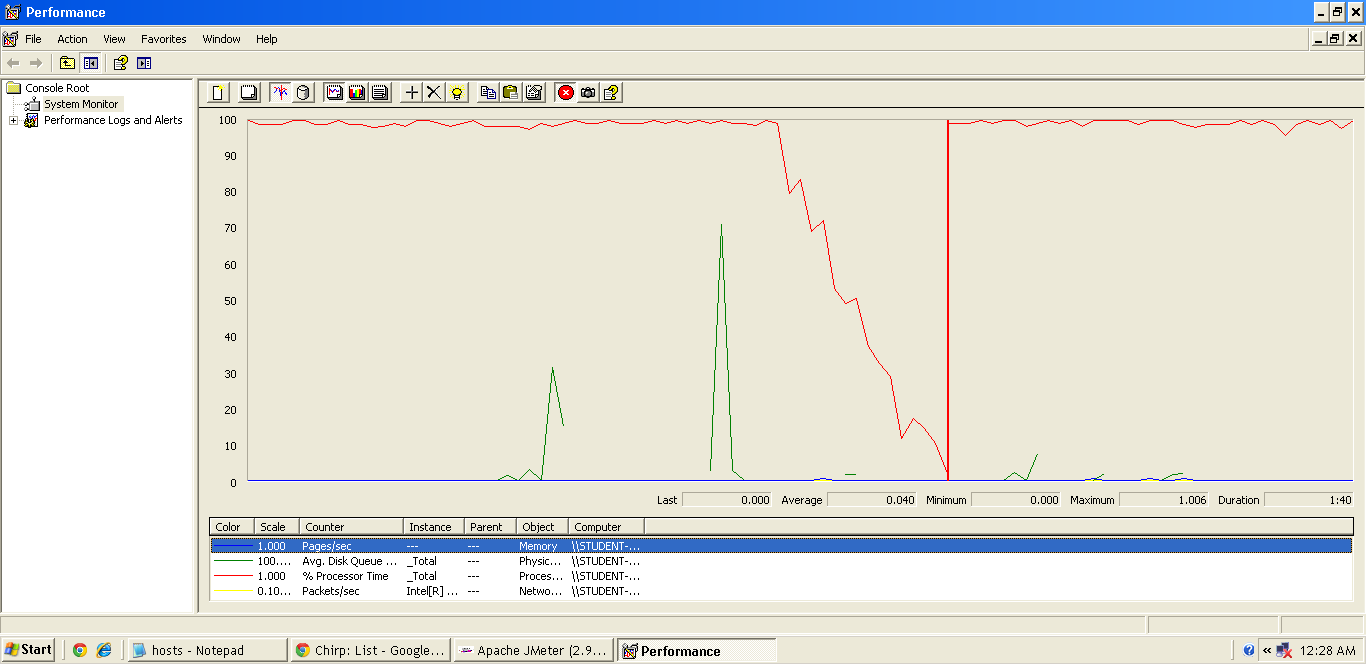 Performance
File Action View Favorites Window Help
Console Root
System Monitor
Performance Logs and Alerts
100
90
80
70
60
50
40
30
20
10
0
Last 0.000 Average 0.040 Minimum 0.000 Maximum 1.006 Duration 1:40
Color Scale Counter Instance Parent Object Computer
1.000 Pages/sec --- --- Memory \\STUDENT-...
100.... Avg. Disk Queue ... _Total --- Physic... \\STUDENT-...
1.000 % Processor Time _Total --- Proces... \\STUDENT-...
0.10... Packets/sec Intel[R] ... --- Netwo... \\STUDENT-...
Start hosts - Notepad Chirp: List - Google... Apache JMeter (2.9... Performance « 12:28 AM